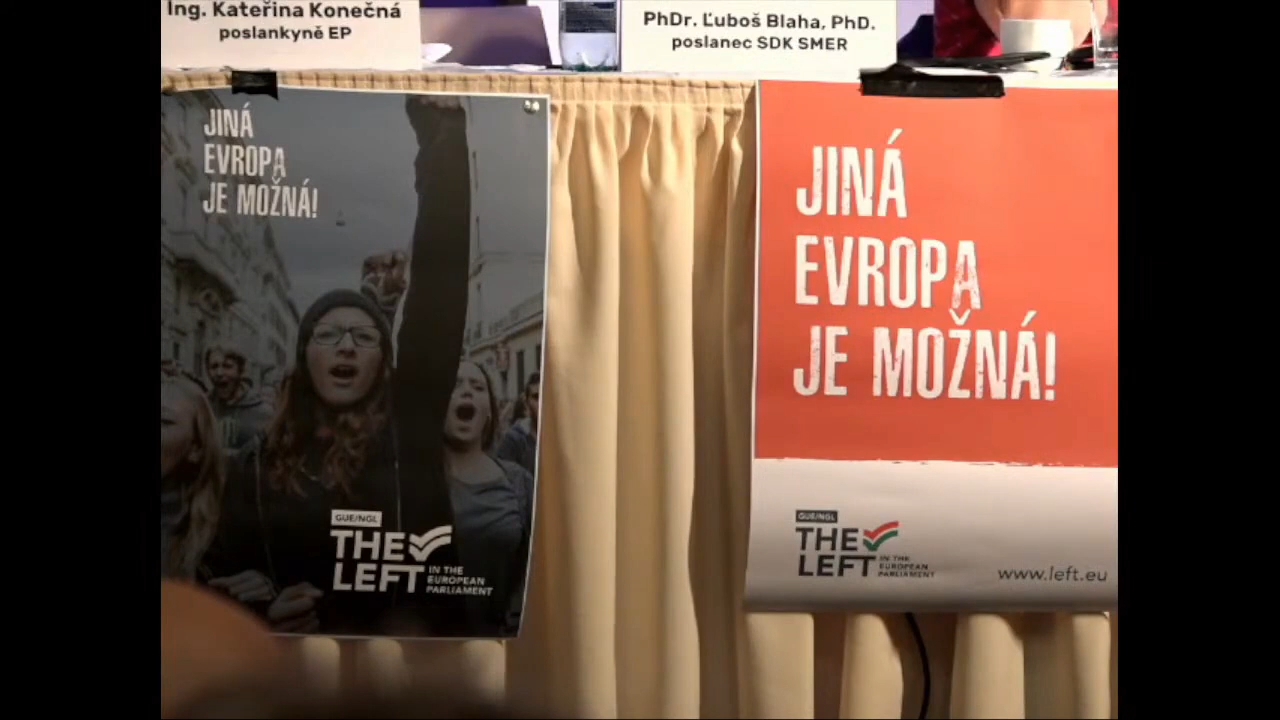 Ing. Kateřina Konečná
poslankyně EP
PhDr. Ľuboš Blaha, PhD.
poslanec SDK SMER
JINÁ
EVROPA
JE MOŽNÁ!
GUE/NGL
THE
LEFT
IN THE
EUROPEAN
PARLIAMENT
JINÁ
EVROPA
JE MOŽNÁ!
GUE/NGL
THE
LEFT
IN THE
EUROPEAN
PARLIAMENT
www.left.eu